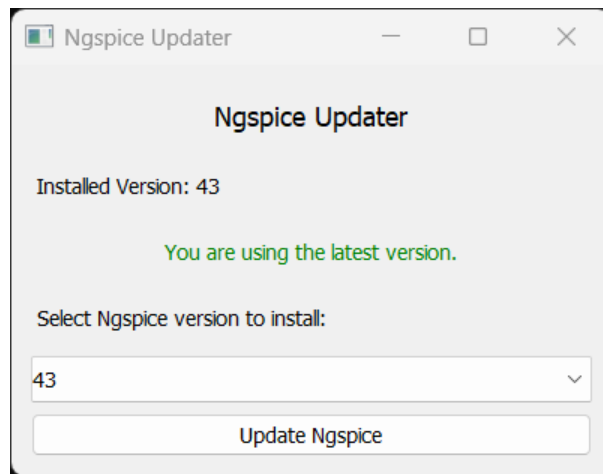 Ngspice Updater
Ngspice Updater
Installed Version: 43
You are using the latest version.
Select Ngspice version to install:
43
Update Ngspice